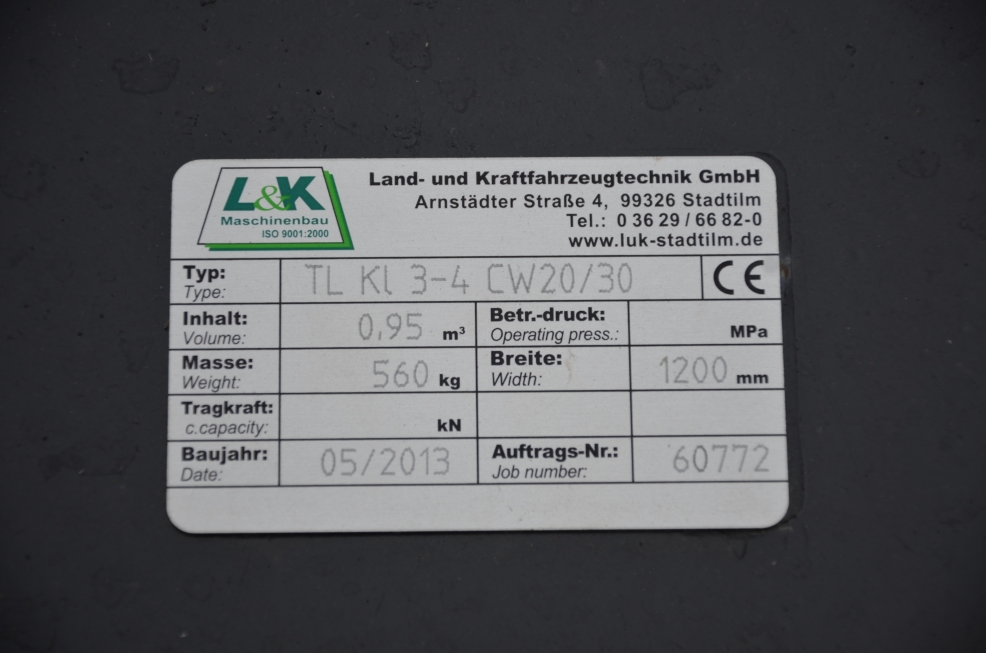 L&K
Maschinenbau
ISO 9001:2000
Land- und Kraftfahrzeugtechnik GmbH
Arnstädter Straße 4, 99326 Stadtilm
Tel.: 0 36 29 / 66 82-0
www.luk-stadtilm.de
Typ: TL Kl 3-4 CW20/30 CE
Type:
Inhalt: 0,95 m³ Betr.-druck: MPa
Volume: Operating press.:
Masse: 560 kg Breite: 1200 mm
Weight: Width:
Tragkraft: kN
c.capacity:
Baujahr: 05/2013 Auftrags-Nr.: 60772
Date: Job number: